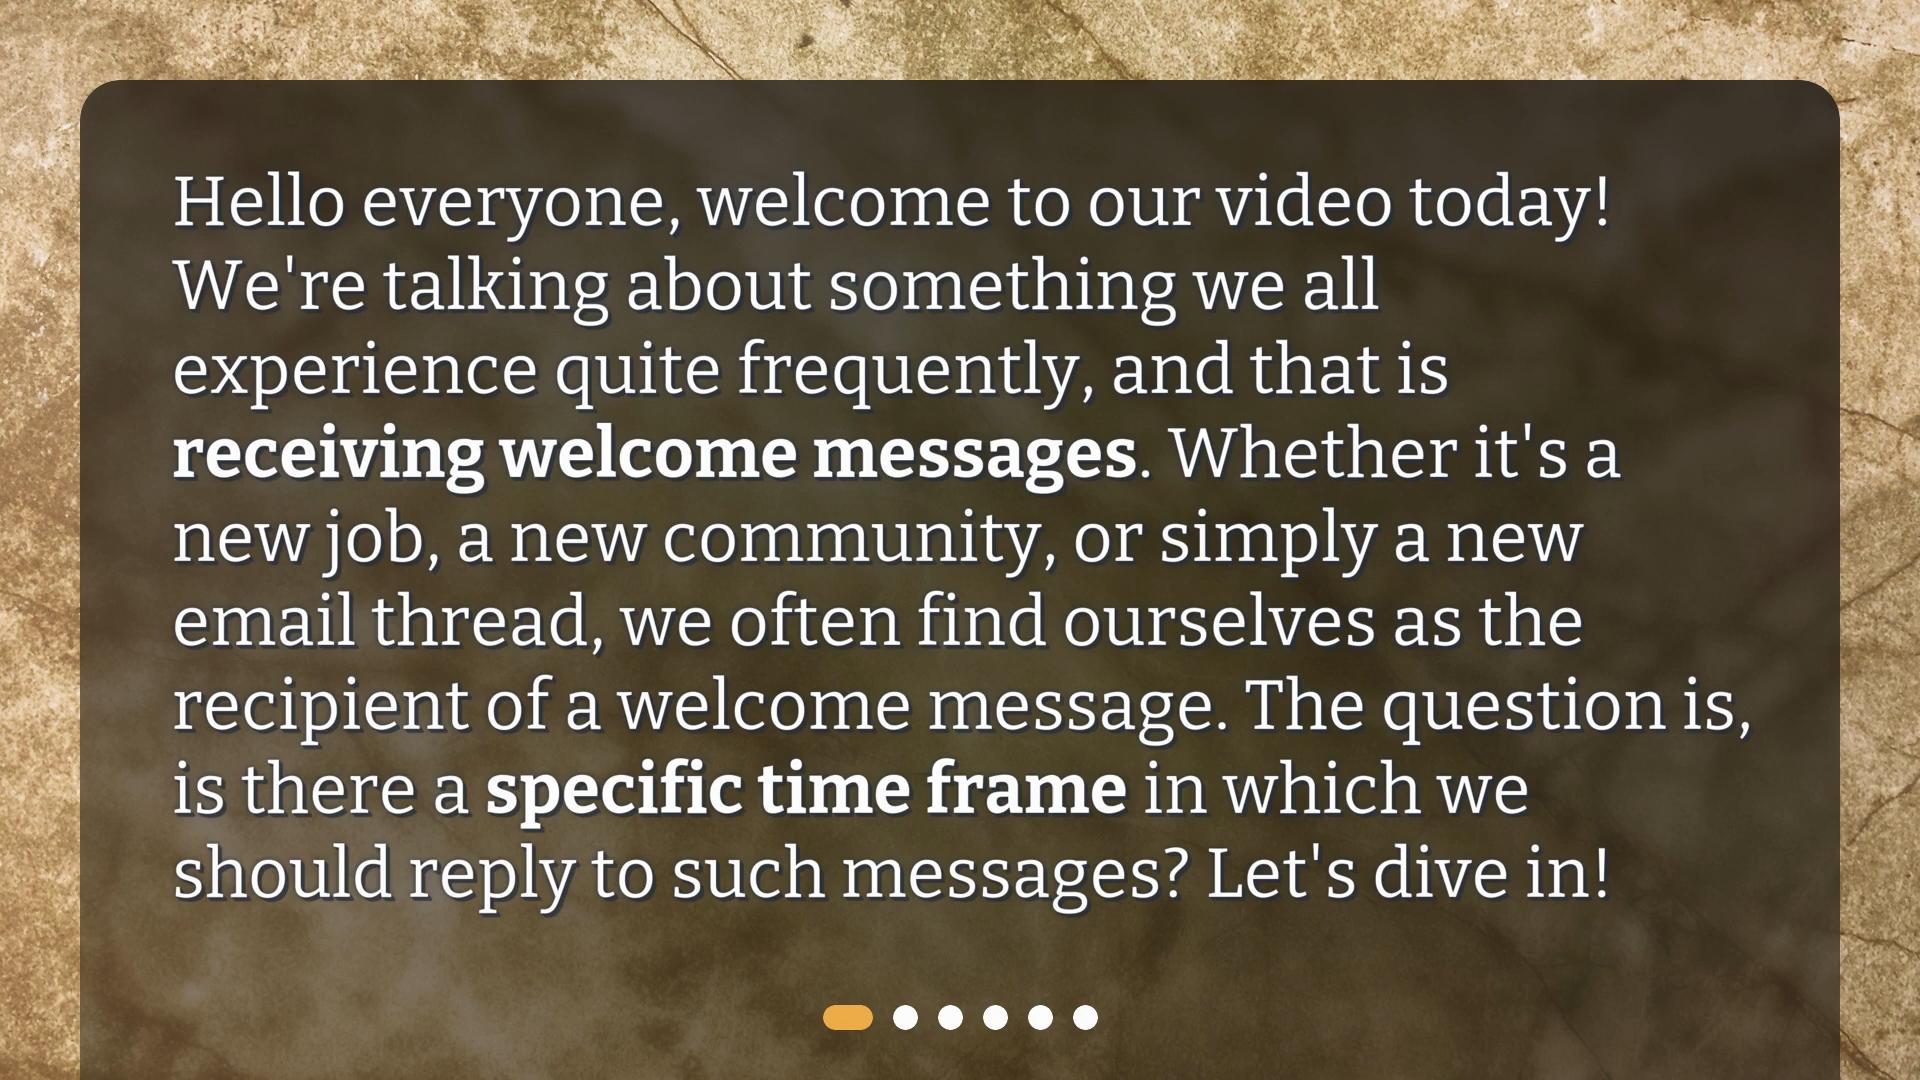 Hello everyone, welcome to our video today!
We're talking about something we all
experience quite frequently, and that is
receiving welcome messages. Whether it's a
new job, a new community, or simply a new
email thread, we often find ourselves as the
recipient of a welcome message. The question is,
is there a specific time frame in which we
should reply to such messages? Let's dive in!